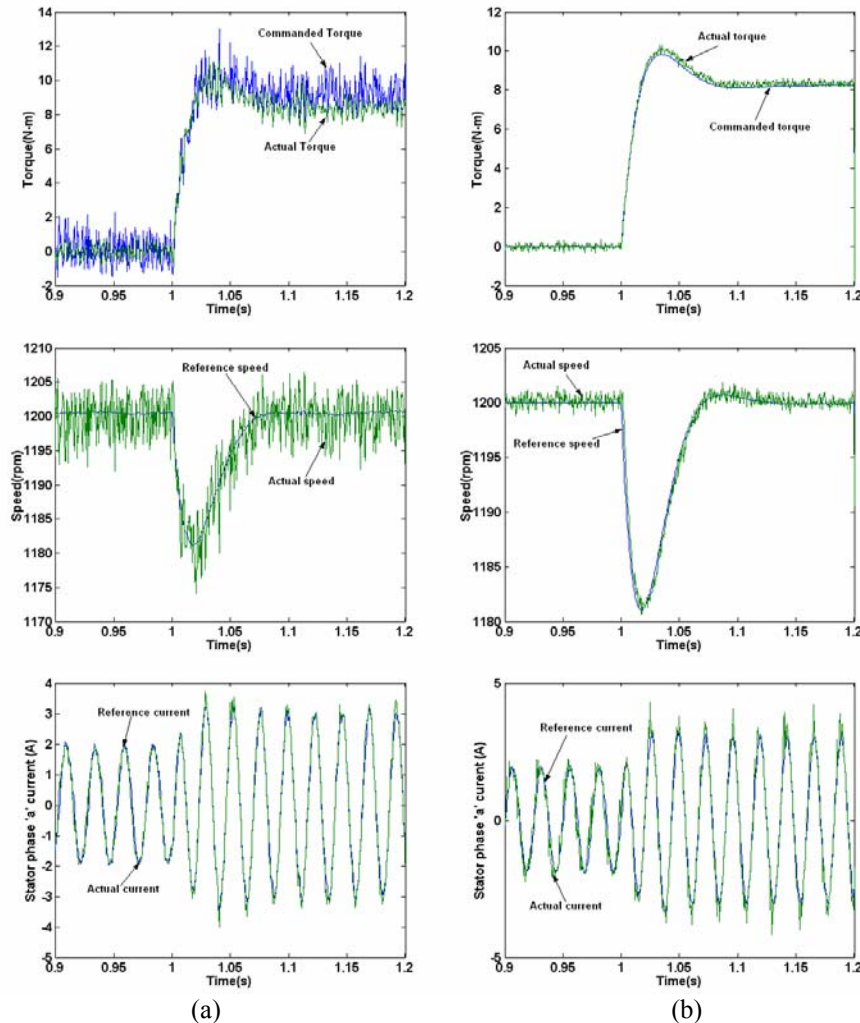 14
12
10
8
6
4
2
0
-2
Torque(N-m)
Commanded Torque
Actual Torque
0.9 0.95 1 1.05 1.1 1.15 1.2
Time(s)
12
10
8
6
4
2
0
-2
Torque(N-m)
Actual torque
Commanded torque
0.9 0.95 1 1.05 1.1 1.15 1.2
Time(s)
1210
1205
1200
1195
1190
1185
1180
1175
1170
Speed(rpm)
Reference speed
Actual speed
0.9 0.95 1 1.05 1.1 1.15 1.2
Time(s)
1205
1200
1195
1190
1185
1180
Speed(rpm)
Actual speed
Reference speed
0.9 0.95 1 1.05 1.1 1.15 1.2
Time(s)
4
3
2
1
0
-1
-2
-3
-4
-5
Stator phase 'a' current (A)
Reference current
Actual current
0.9 0.95 1 1.05 1.1 1.15 1.2
Time(s)
5
0
-5
Stator phase 'a' current (A)
Reference current
Actual current
0.9 0.95 1 1.05 1.1 1.15 1.2
Time(s)
(a)
(b)